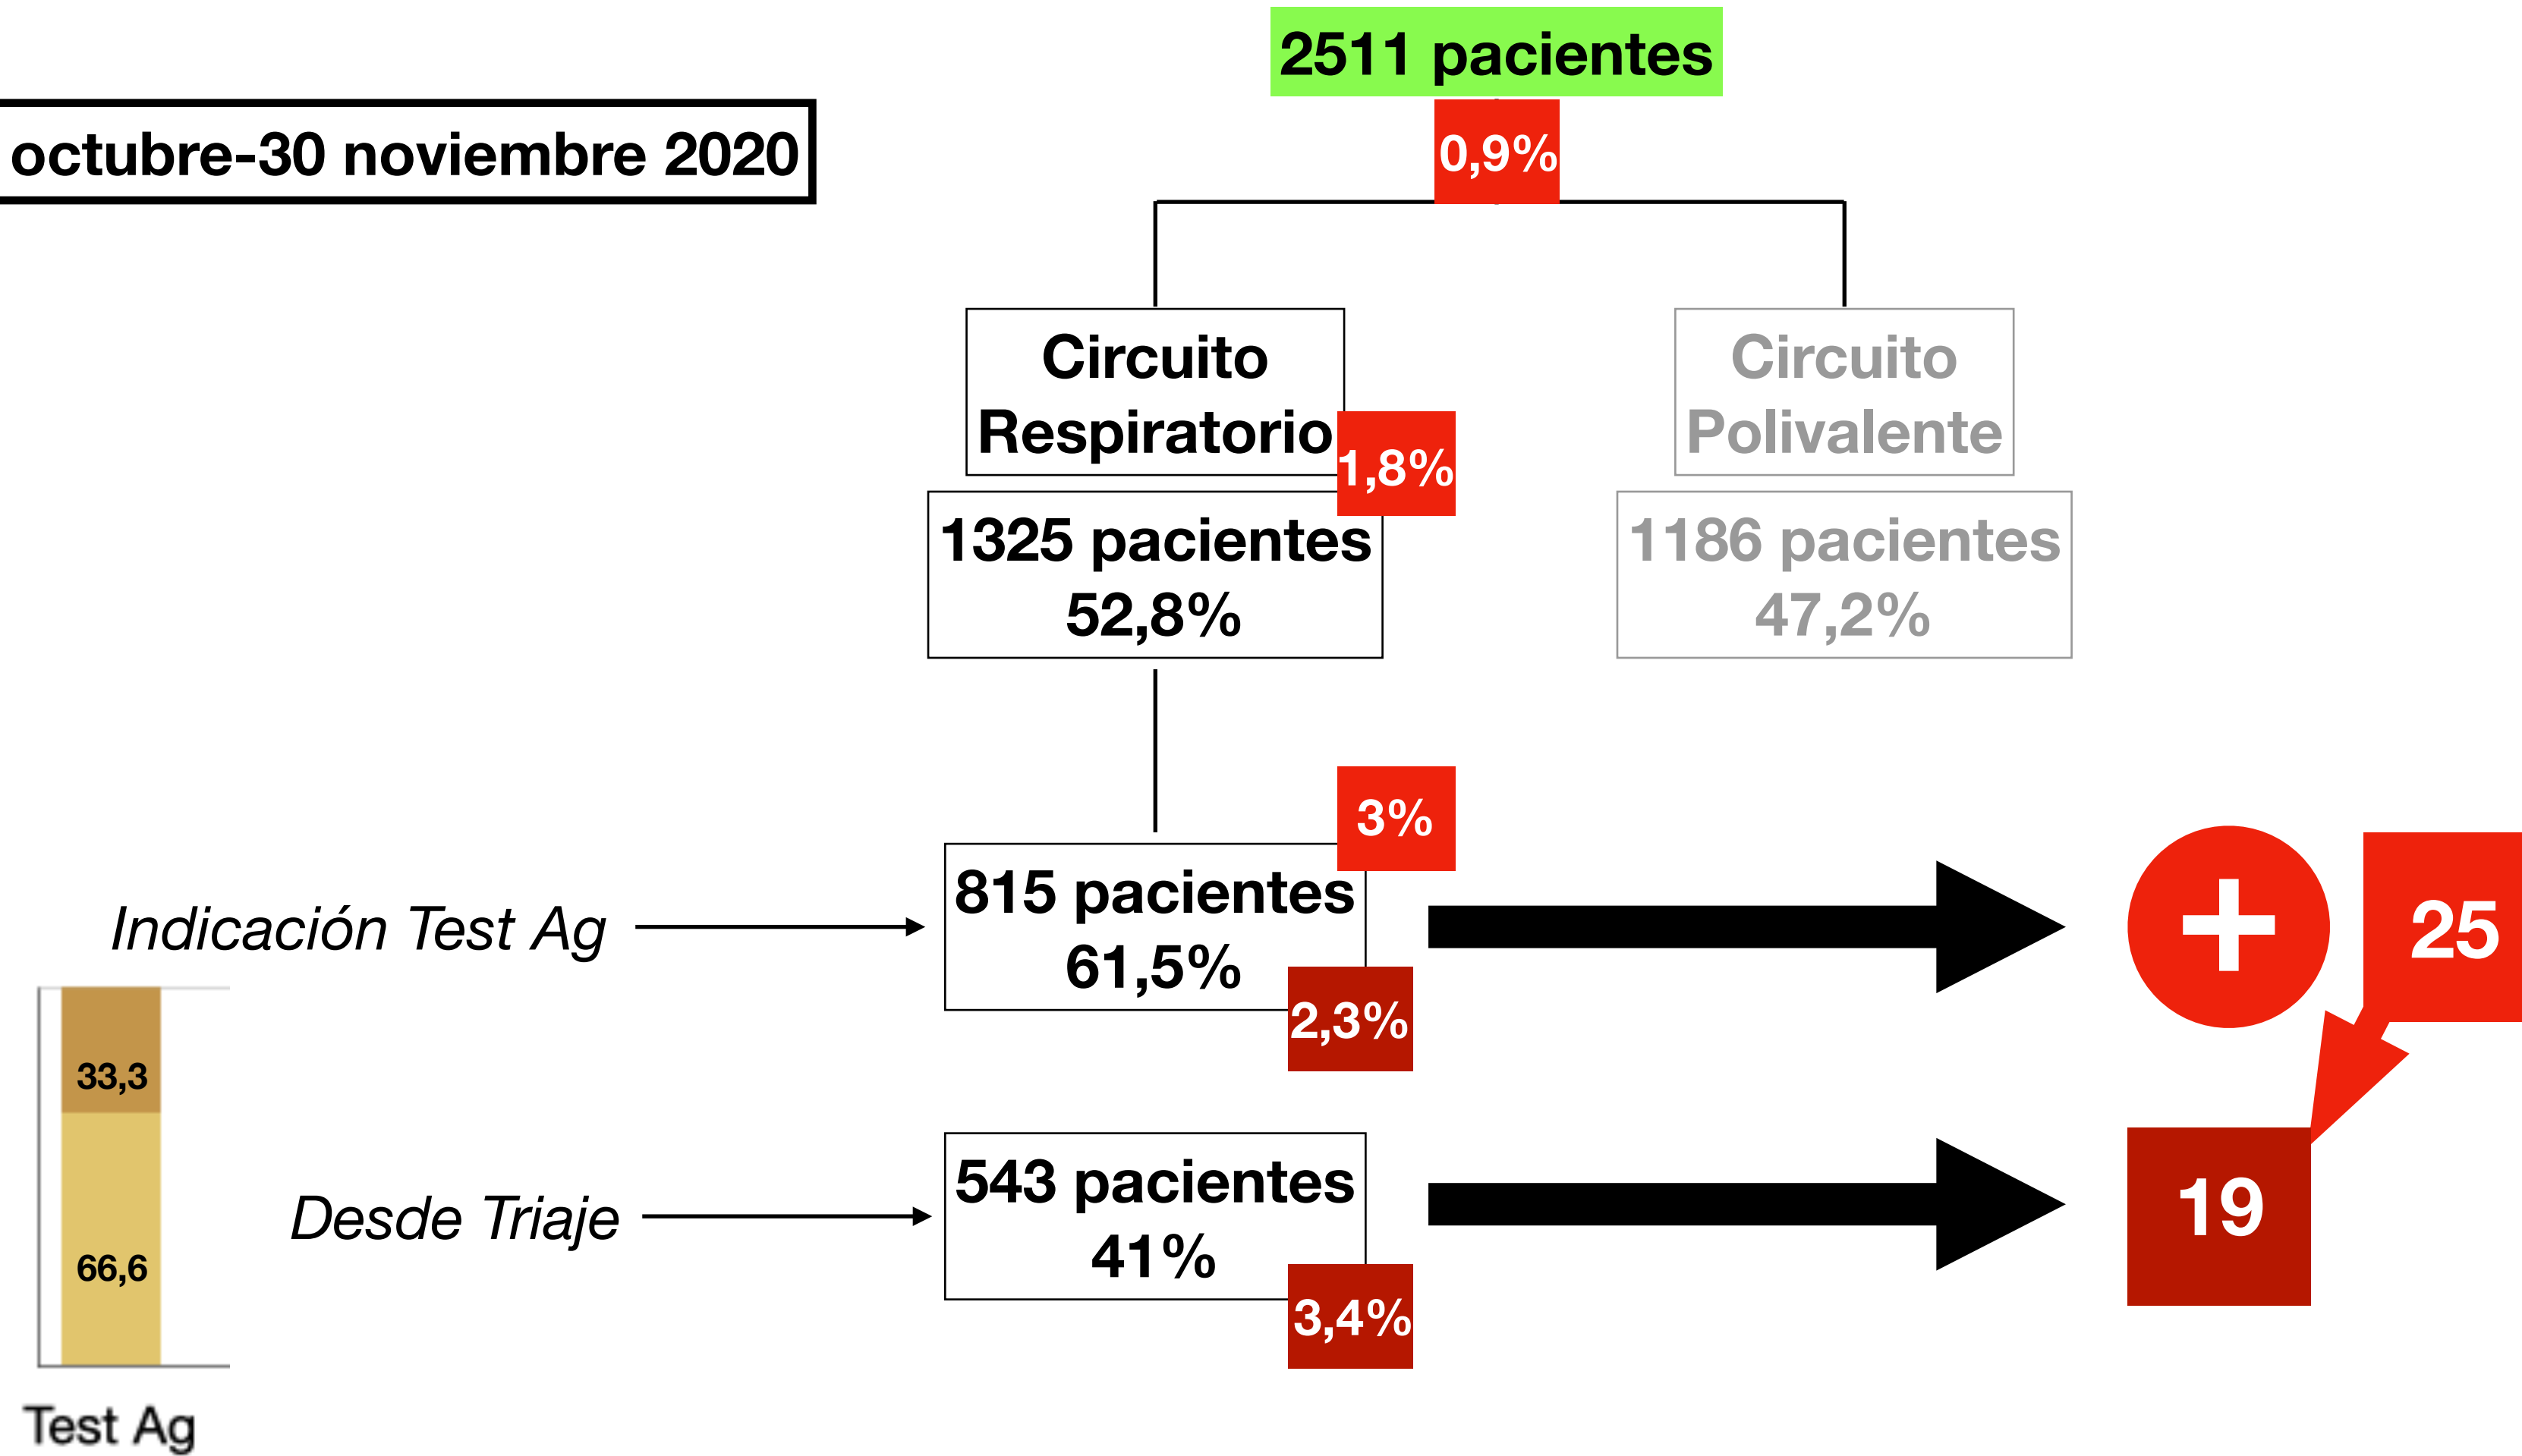 2511 pacientes
0,9%
octubre-30 noviembre 2020
Circuito
Respiratorio
1,8%
1325 pacientes
52,8%
Circuito
Polivalente
1186 pacientes
47,2%
3%
Indicación Test Ag
815 pacientes
61,5%
2,3%
+
25
33,3
66,6
Test Ag
Desde Triaje
543 pacientes
41%
3,4%
19